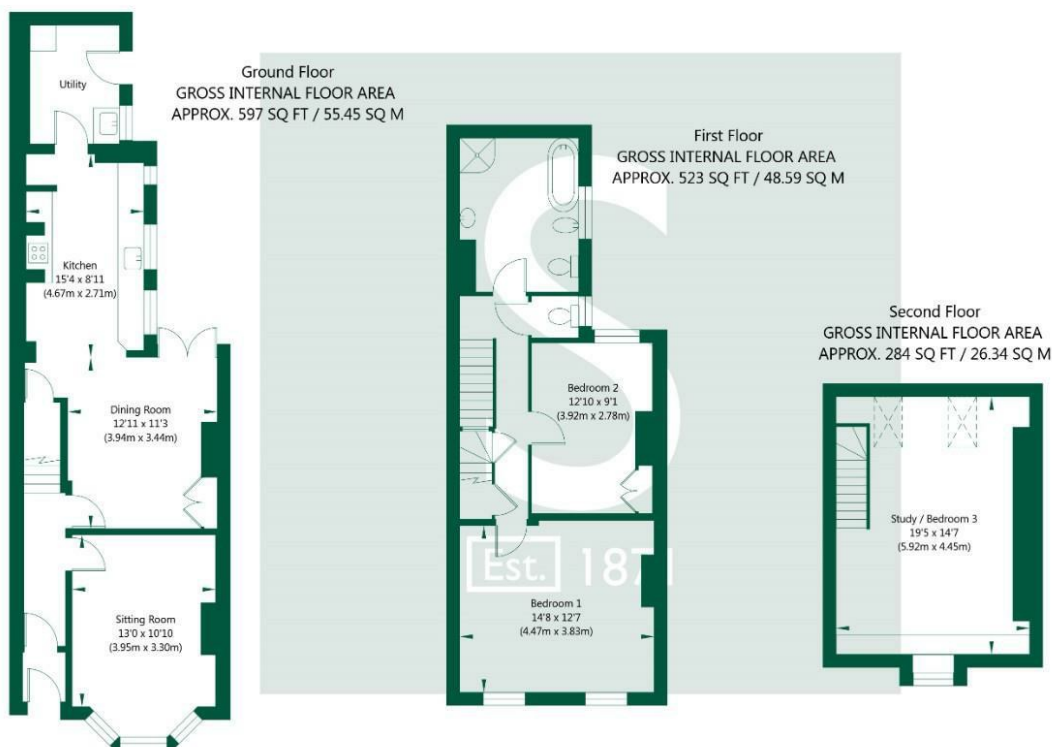 Utility
Ground Floor
GROSS INTERNAL FLOOR AREA
APPROX. 597 SQ FT / 55.45 SQ M
Kitchen
15'4 x 8'11
(4.67m x 2.71m)
Dining Room
12'11 x 11'3
(3.94m x 3.44m)
Sitting Room
13'0 x 10'10
(3.95m x 3.30m)
First Floor
GROSS INTERNAL FLOOR AREA
APPROX. 523 SQ FT / 48.59 SQ M
Bedroom 2
12'10 x 9'1
(3.92m x 2.78m)
Bedroom 1
14'8 x 12'7
(4.47m x 3.83m)
Second Floor
GROSS INTERNAL FLOOR AREA
APPROX. 284 SQ FT / 26.34 SQ M
Study / Bedroom 3
19'5 x 14'7
(5.92m x 4.45m)
S
Est. 1871